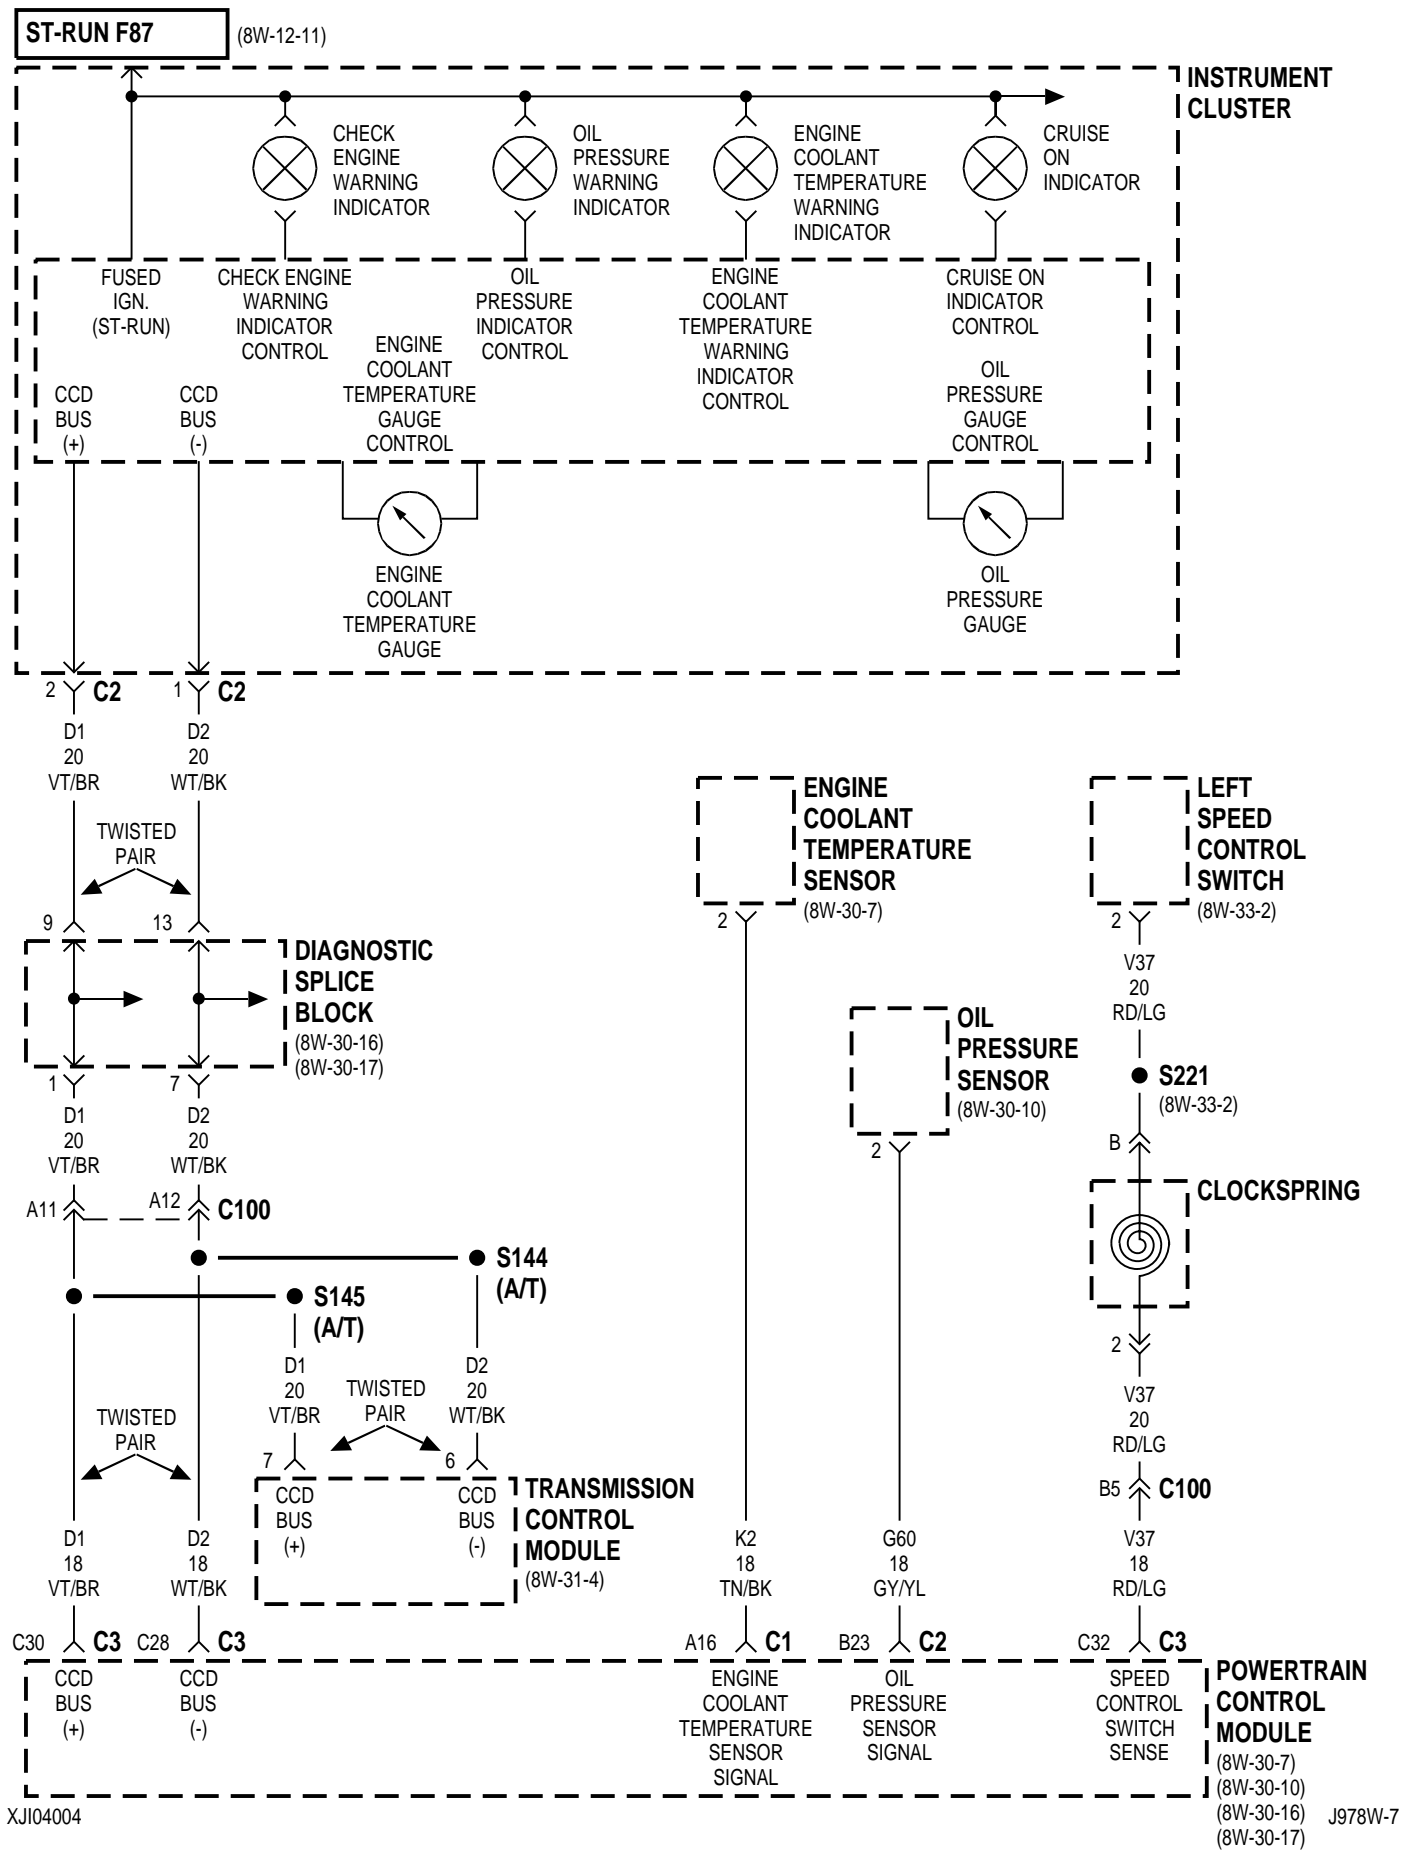 ST-RUN F87 (8W-12-11)
INSTRUMENT
CLUSTER
CHECK
ENGINE
WARNING
INDICATOR
OIL
PRESSURE
WARNING
INDICATOR
ENGINE
COOLANT
TEMPERATURE
WARNING
INDICATOR
CRUISE
ON
INDICATOR
FUSED
IGN.
(ST-RUN)
CHECK ENGINE
WARNING
INDICATOR
CONTROL
ENGINE
COOLANT
TEMPERATURE
GAUGE
CONTROL
OIL
PRESSURE
INDICATOR
CONTROL
ENGINE
COOLANT
TEMPERATURE
WARNING
INDICATOR
CONTROL
CRUISE ON
INDICATOR
CONTROL
OIL
PRESSURE
GAUGE
CONTROL
CCD
BUS
(+)
CCD
BUS
(-)
ENGINE
COOLANT
TEMPERATURE
GAUGE
OIL
PRESSURE
GAUGE
2 C2
1 C2
D1
20
VT/BR
D2
20
WT/BK
TWISTED
PAIR
9
13
DIAGNOSTIC
SPLICE
BLOCK
(8W-30-16)
(8W-30-17)
1
7
D1
20
VT/BR
D2
20
WT/BK
A11
A12 C100
S144
(A/T)
S145
(A/T)
D1
20
VT/BR
D2
20
WT/BK
TWISTED
PAIR
TWISTED
PAIR
7
6
CCD
BUS
(+)
CCD
BUS
(-)
TRANSMISSION
CONTROL
MODULE
(8W-31-4)
D1
18
VT/BR
D2
18
WT/BK
ENGINE
COOLANT
TEMPERATURE
SENSOR
(8W-30-7)
2
K2
18
TN/BK
OIL
PRESSURE
SENSOR
(8W-30-10)
2
G60
18
GY/YL
LEFT
SPEED
CONTROL
SWITCH
(8W-33-2)
2
V37
20
RD/LG
S221
(8W-33-2)
B
CLOCKSPRING
2
V37
20
RD/LG
B5 C100
V37
18
RD/LG
C30 C3
C28 C3
A16 C1
B23 C2
C32 C3
CCD
BUS
(+)
CCD
BUS
(-)
ENGINE
COOLANT
TEMPERATURE
SENSOR
SIGNAL
OIL
PRESSURE
SENSOR
SIGNAL
SPEED
CONTROL
SWITCH
SENSE
POWERTRAIN
CONTROL
MODULE
(8W-30-7)
(8W-30-10)
(8W-30-16)
(8W-30-17)
XJI04004
J978W-7